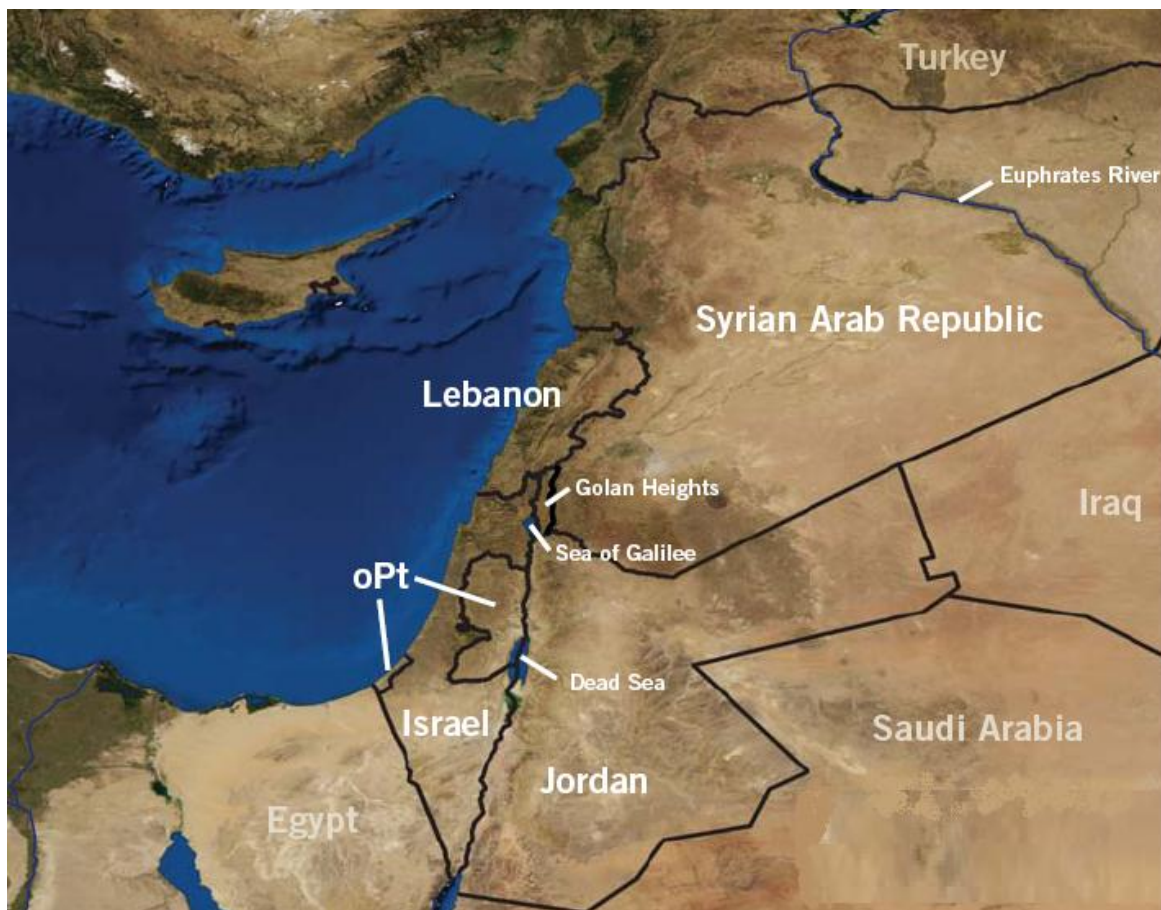 Turkey
Euphrates River
Syrian Arab Republic
Lebanon
Golan Heights
Iraq
Sea of Galilee
oPt
Dead Sea
Israel
Saudi Arabia
Jordan
Egypt